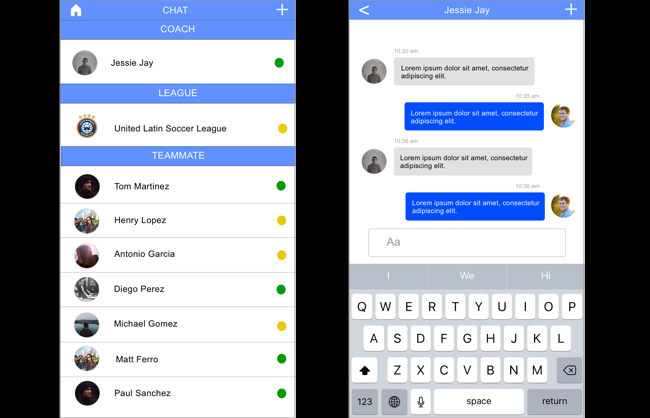 CHAT
COACH
Jessie Jay
LEAGUE
United Latin Soccer League
TEAMMATE
Tom Martinez
Henry Lopez
Antonio Garcia
Diego Perez
Michael Gomez
Matt Ferro
Paul Sanchez
< Jessie Jay
10:30 am
Lorem ipsum dolor sit amet, consectetur
adipiscing elit.
10:35 am
Lorem ipsum dolor sit amet, consectetur
adipiscing elit.
10:36 am
Lorem ipsum dolor sit amet, consectetur
adipiscing elit.
10:36 am
Lorem ipsum dolor sit amet, consectetur
adipiscing elit.
Aa
I We Hi
Q W E R T Y U I O P
A S D F G H J K L
Z X C V B N M
123 space return